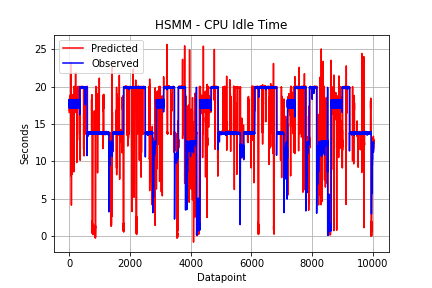 HSMM - CPU Idle Time
Predicted
Observed
25
20
15
10
5
0
Seconds
0 2000 4000 6000 8000 10000
Datapoint